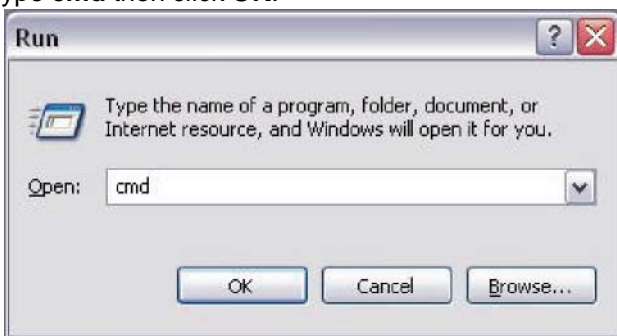 Run
Type the name of a program, folder, document, or
Internet resource, and Windows will open it for you.
Open: cmd
OK Cancel Browse...